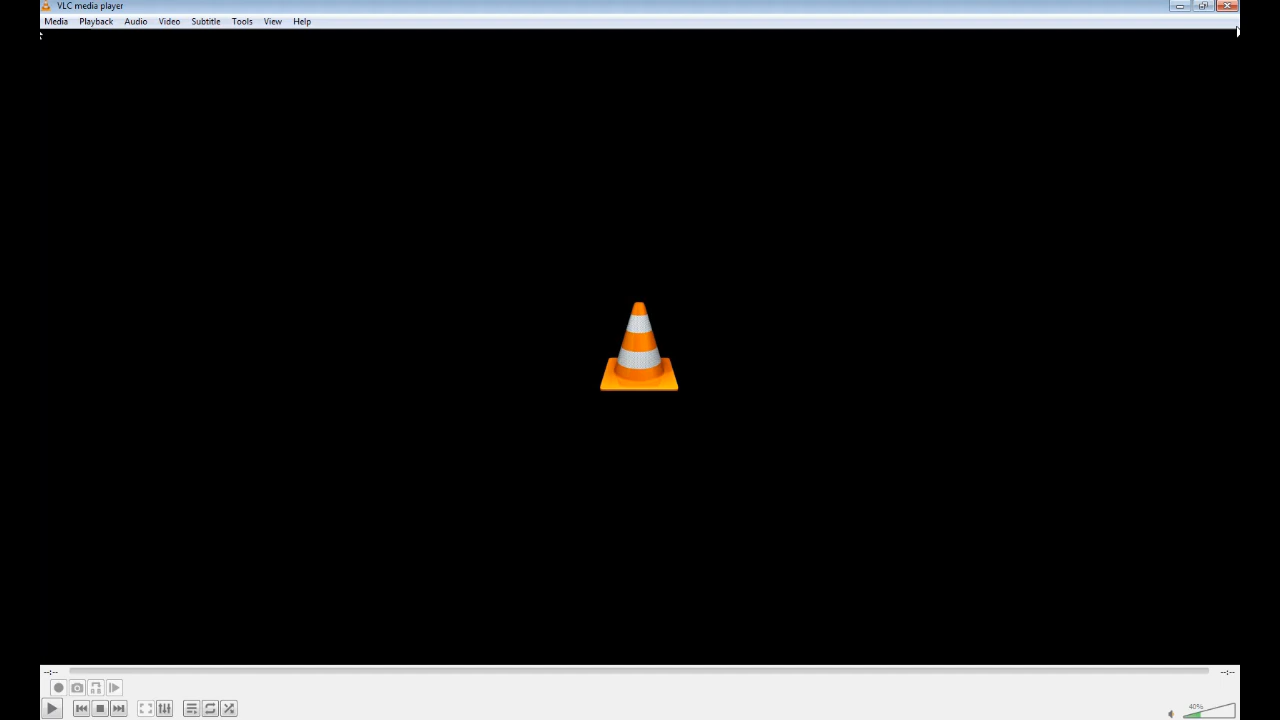 VLC media player
Media Playback Audio Video Subtitle Tools View Help
--:-- --:--
40%